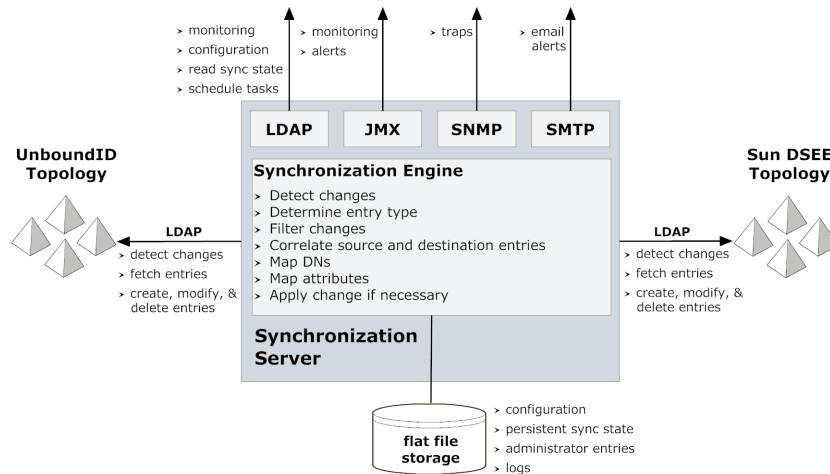 ➤ monitoring
➤ configuration
➤ read sync state
➤ schedule tasks
➤ monitoring
➤ alerts
➤ traps
➤ email
alerts
LDAP
JMX
SNMP
SMTP
UnboundID
Topology
Synchronization Engine
➤ Detect changes
➤ Determine entry type
➤ Filter changes
➤ Correlate source and destination entries
➤ Map DNs
➤ Map attributes
➤ Apply change if necessary
Sun DSEE
Topology
LDAP
➤ detect changes
➤ fetch entries
➤ create, modify, &
delete entries
LDAP
➤ detect changes
➤ fetch entries
➤ create, modify, &
delete entries
Synchronization
Server
flat file
storage
➤ configuration
➤ persistent sync state
➤ administrator entries
➤ logs